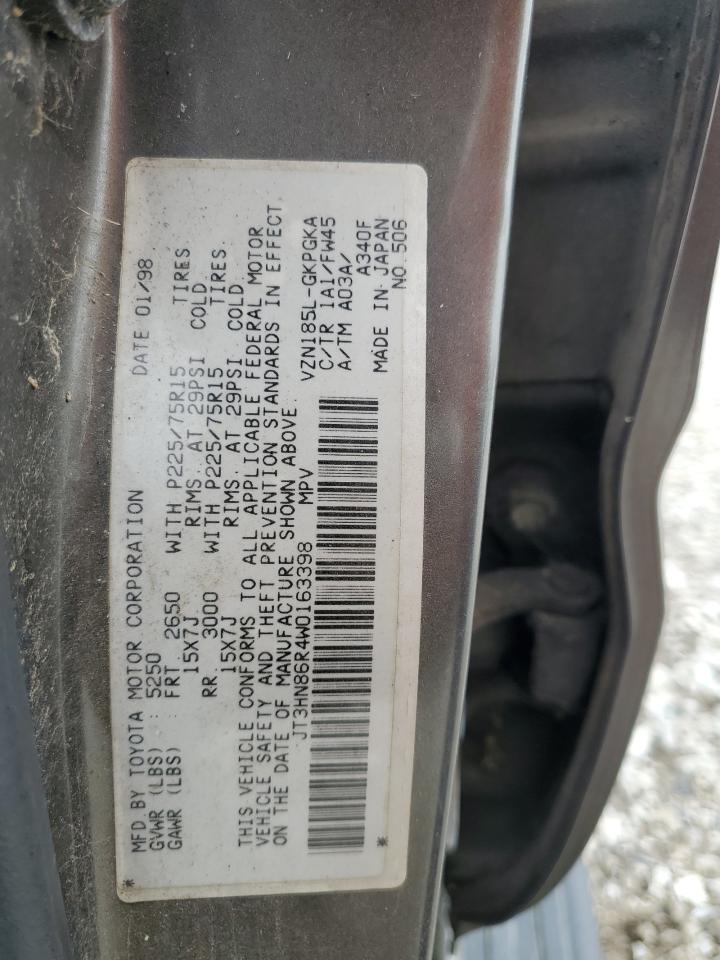 MFD BY TOYOTA MOTOR CORPORATION DATE 01/98
GVWR (LBS) : 5250
GAWR (LBS) : FRT 2650 WITH P225/75R15 TIRES
15X7J RIMS AT 29PSI COLD
RR 3000 WITH P225/75R15 TIRES
15X7J RIMS AT 29PSI COLD
THIS VEHICLE CONFORMS TO ALL APPLICABLE FEDERAL MOTOR
VEHICLE SAFETY AND THEFT PREVENTION STANDARDS IN EFFECT
ON THE DATE OF MANUFACTURE SHOWN ABOVE.
JT3HN86R4W0163398 MPV
VZN185L-GKPGKA
C/TR 1A1/FW45
A/TM A03A/
A340F
MADE IN JAPAN
NO.506